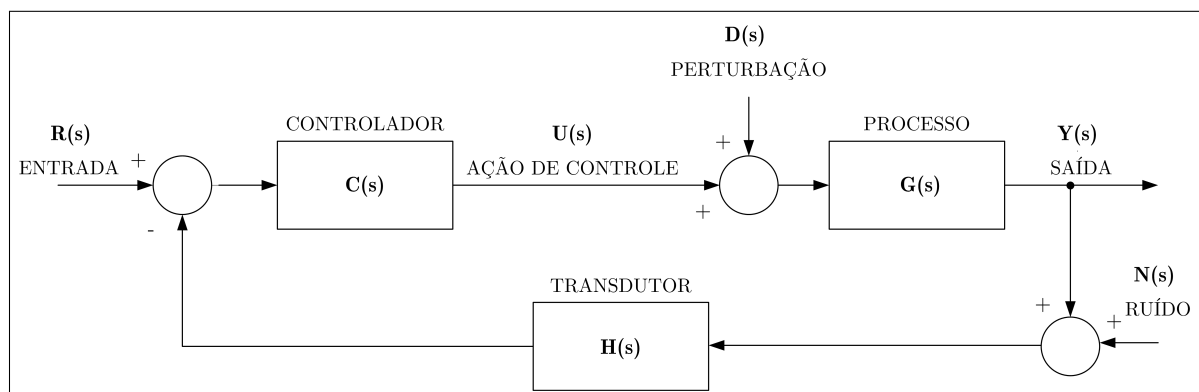 D(s)
PERTURBAÇÃO
R(s)
ENTRADA
+
-
CONTROLADOR
C(s)
U(s)
AÇÃO DE CONTROLE
+
+
PROCESSO
G(s)
Y(s)
SAÍDA
TRANSDUTOR
H(s)
+
+
N(s)
RUÍDO